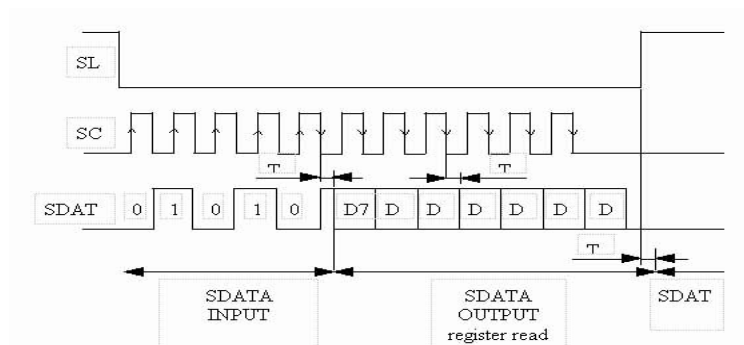 SL
SC
T T
SDAT 0 1 0 1 0 D7 D D D D D D
T
SDATA INPUT
SDATA OUTPUT register read
SDAT